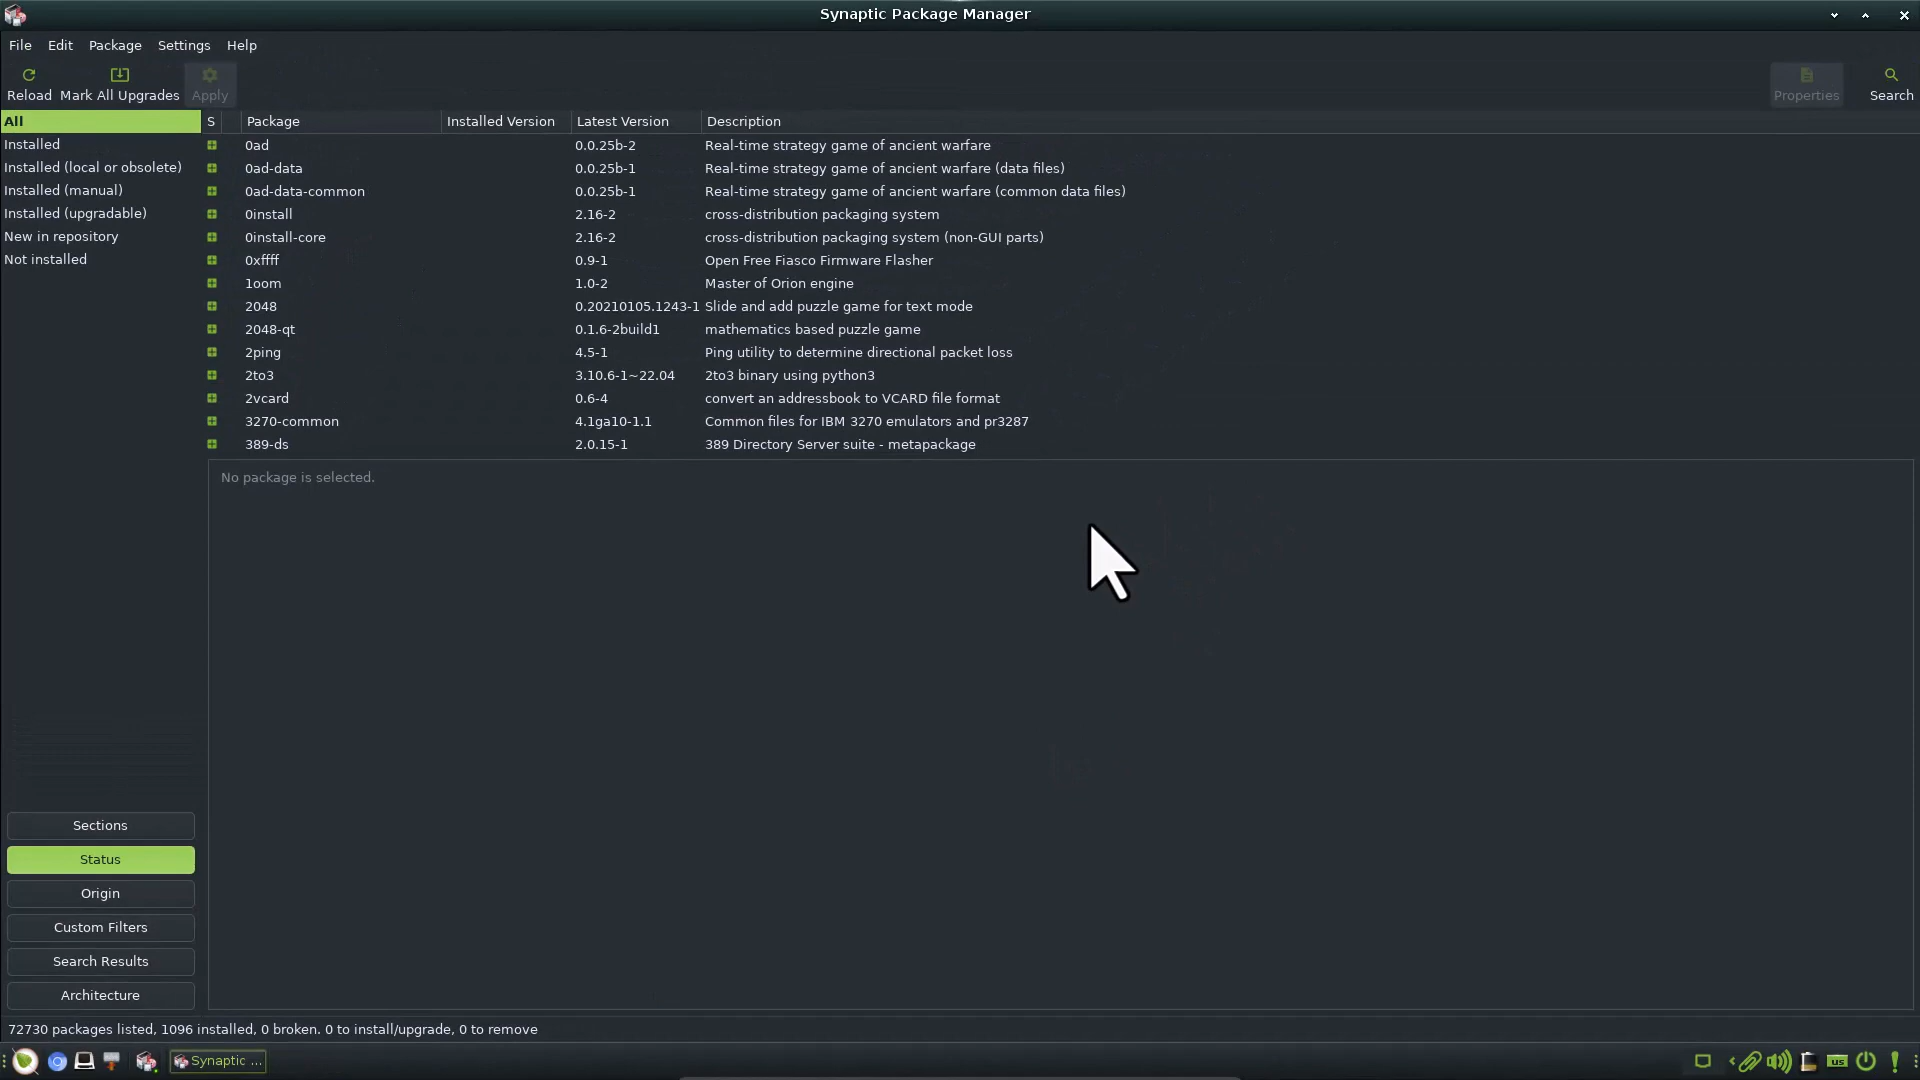 Synaptic Package Manager
File Edit Package Settings Help
Reload Mark All Upgrades Apply Properties Search
All
Installed
Installed (local or obsolete)
Installed (manual)
Installed (upgradable)
New in repository
Not installed
S Package Installed Version Latest Version Description
0ad 0.0.25b-2 Real-time strategy game of ancient warfare
0ad-data 0.0.25b-1 Real-time strategy game of ancient warfare (data files)
0ad-data-common 0.0.25b-1 Real-time strategy game of ancient warfare (common data files)
0install 2.16-2 cross-distribution packaging system
0install-core 2.16-2 cross-distribution packaging system (non-GUI parts)
0xffff 0.9-1 Open Free Fiasco Firmware Flasher
1oom 1.0-2 Master of Orion engine
2048 0.20210105.1243-1 Slide and add puzzle game for text mode
2048-qt 0.1.6-2build1 mathematics based puzzle game
2ping 4.5-1 Ping utility to determine directional packet loss
2to3 3.10.6-1~22.04 2to3 binary using python3
2vcard 0.6-4 convert an addressbook to VCARD file format
3270-common 4.1ga10-1.1 Common files for IBM 3270 emulators and pr3287
389-ds 2.0.15-1 389 Directory Server suite - metapackage
No package is selected.
Sections
Status
Origin
Custom Filters
Search Results
Architecture
72730 packages listed, 1096 installed, 0 broken. 0 to install/upgrade, 0 to remove
Synaptic ...
us